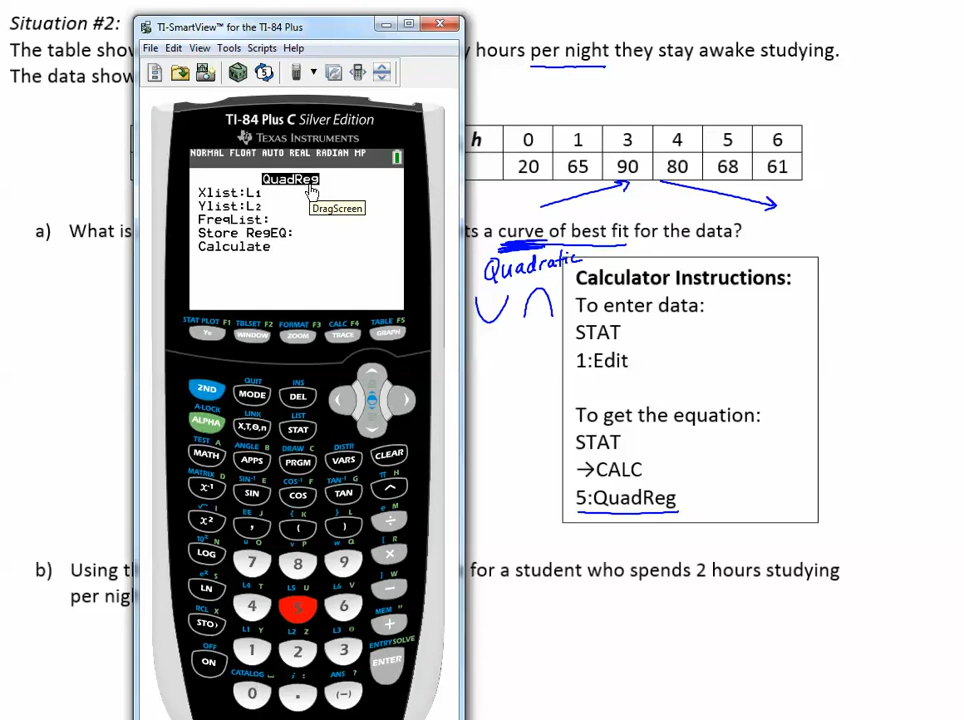 Situation #2:
The table show
y hours per night they stay awake studying.
The data show
TI-SmartView™ for the TI-84 Plus
File Edit View Tools Scripts Help
TI-84 Plus C Silver Edition
TEXAS INSTRUMENTS
NORMAL FLOAT AUTO REAL RADIAN MP
QuadReg
Xlist:L1
Ylist:L2
FreqList:
Store RegEQ:
Calculate
DragScreen
h 0 1 3 4 5 6
20 65 90 80 68 61
a) What is
ts a curve of best fit for the data?
Quadratic
Calculator Instructions:
To enter data:
STAT
1:Edit
To get the equation:
STAT
→CALC
5:QuadReg
b) Using t
for a student who spends 2 hours studying
per nig
STAT PLOT F1 TBLSET F2 FORMAT F3 CALC F4 TABLE F5
Y= WINDOW ZOOM TRACE GRAPH
QUIT INS
2ND MODE DEL
A-LOCK LINK LIST
ALPHA X,T,Θ,n STAT
TEST A ANGLE B DRAW C DISTR
MATH APPS PRGM VARS CLEAR
MATRIX D SIN⁻¹ E COS⁻¹ F TAN⁻¹ G π H
x⁻¹ SIN COS TAN ^
√ I EE J { K } L e M
x² , ( ) ÷
10ˣ N u O v P w Q [ R
LOG 7 8 9 ×
eˣ S L4 T L5 U L6 V ] W
LN 4 5 6 −
RCL X L1 Y L2 Z L3 Θ MEM "
STO› 1 2 3 +
OFF CATALOG i : ANS ? ENTRY SOLVE
ON 0 . (−) ENTER